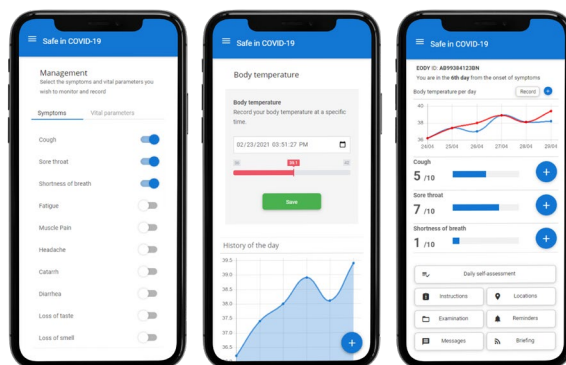 Safe in COVID-19
Management
Select the symptoms and vital parameters you
wish to monitor and record
Symptoms Vital parameters
Cough
Sore throat
Shortness of breath
Fatigue
Muscle Pain
Headache
Catarrh
Diarrhea
Loss of taste
Loss of smell
Safe in COVID-19
Body temperature
Body temperature
Record your body temperature at a specific
time.
02/23/2021 03:51:27 PM
Save
History of the day
39.5
39.0
38.5
38.0
37.5
37.0
36.5
Safe in COVID-19
EODY ID: AB99384123BN
You are in the 6th day from the onset of symptoms
Body temperature per day Record
40
38
36
24/04 25/04 26/04 27/04 28/04 28/04
Cough
5 /10
Sore throat
7 /10
Shortness of breath
1 /10
Daily self-assessment
Instructions Locations
Examination Reminders
Messages Briefing